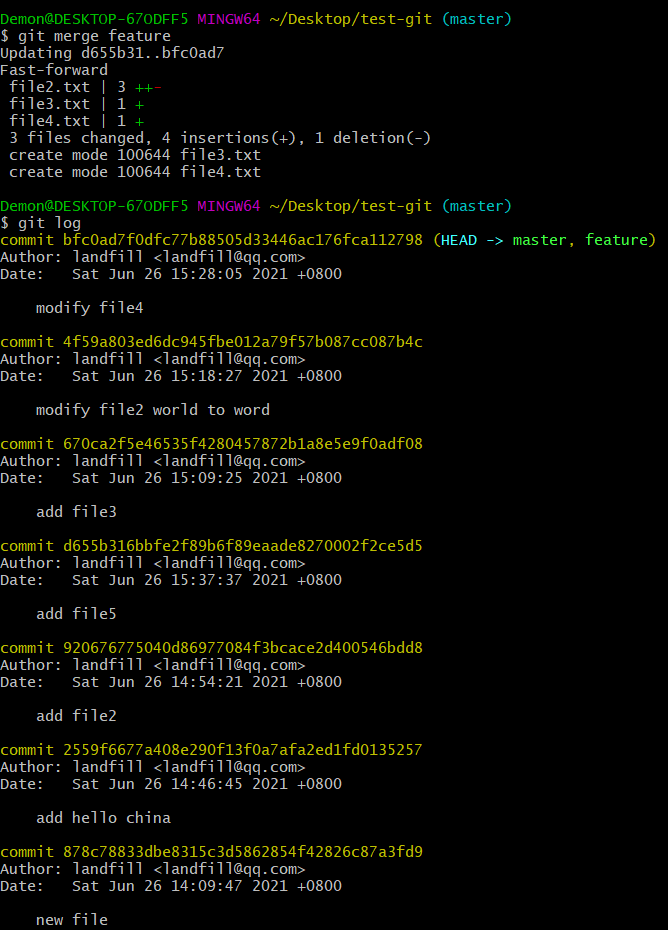 Demon@DESKTOP-67ODFF5 MINGW64 ~/Desktop/test-git (master)
$ git merge feature
Updating d655b31..bfc0ad7
Fast-forward
 file2.txt | 3 ++-
 file3.txt | 1 +
 file4.txt | 1 +
 3 files changed, 4 insertions(+), 1 deletion(-)
 create mode 100644 file3.txt
 create mode 100644 file4.txt

Demon@DESKTOP-67ODFF5 MINGW64 ~/Desktop/test-git (master)
$ git log
commit bfc0ad7f0dfc77b88505d33446ac176fca112798 (HEAD -> master, feature)
Author: landfill <landfill@qq.com>
Date:   Sat Jun 26 15:28:05 2021 +0800

    modify file4

commit 4f59a803ed6dc945fbe012a79f57b087cc087b4c
Author: landfill <landfill@qq.com>
Date:   Sat Jun 26 15:18:27 2021 +0800

    modify file2 world to word

commit 670ca2f5e46535f4280457872b1a8e5e9f0adf08
Author: landfill <landfill@qq.com>
Date:   Sat Jun 26 15:09:25 2021 +0800

    add file3

commit d655b316bbfe2f89b6f89eaade8270002f2ce5d5
Author: landfill <landfill@qq.com>
Date:   Sat Jun 26 15:37:37 2021 +0800

    add file5

commit 920676775040d86977084f3bcace2d400546bdd8
Author: landfill <landfill@qq.com>
Date:   Sat Jun 26 14:54:21 2021 +0800

    add file2

commit 2559f6677a408e290f13f0a7afa2ed1fd0135257
Author: landfill <landfill@qq.com>
Date:   Sat Jun 26 14:46:45 2021 +0800

    add hello china

commit 878c78833dbe8315c3d5862854f42826c87a3fd9
Author: landfill <landfill@qq.com>
Date:   Sat Jun 26 14:09:47 2021 +0800

    new file